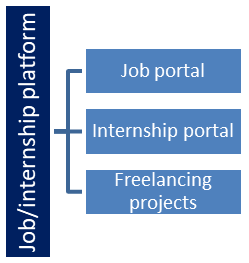 Job/internship platform
Job portal
Internship portal
Freelancing
projects